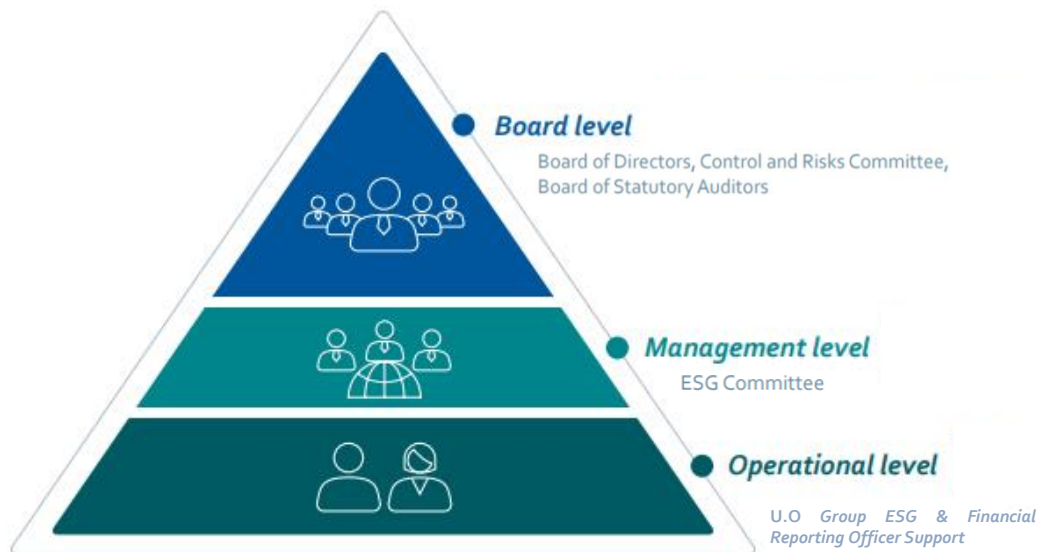 Board level
Board of Directors, Control and Risks Committee,
Board of Statutory Auditors
Management level
ESG Committee
Operational level
U.O Group ESG & Financial
Reporting Officer Support